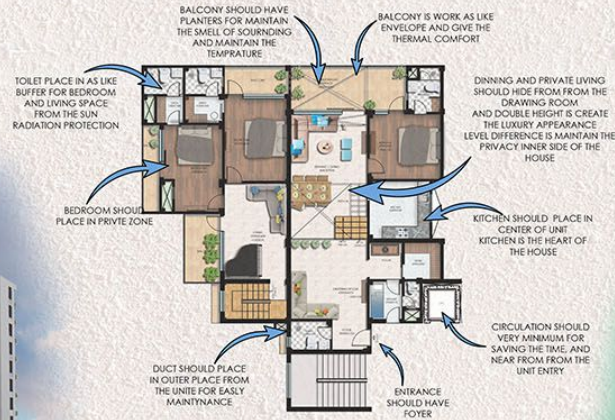 BALCONY SHOULD HAVE
PLANTERS FOR MAINTAIN
THE SMELL OF SOURNDING
AND MAINTAIN THE
TEMPRATURE
BALCONY IS WORK AS LIKE
ENVELOPE AND GIVE THE
THERMAL COMFORT
TOILET PLACE IN AS LIKE
BUFFER FOR BEDROOM
AND LIVING SPACE
FROM THE SUN
RADIATION PROTECTION
DINNING AND PRIVATE LIVING
SHOULD HIDE FROM FROM THE
DRAWING ROOM
AND DOUBLE HEIGHT IS CREATE
THE LUXURY APPEARANCE
LEVEL DIFFERENCE IS MAINTAIN THE
PRIVACY INNER SIDE OF THE
HOUSE
BEDROOM SHOU
PLACE IN PRIVTE ZONE
KITCHEN SHOULD PLACE IN
CENTER OF UNIT
KITCHEN IS THE HEART OF
THE HOUSE
CIRCULATION SHOULD
VERY MINIMUM FOR
SAVING THE TIME, AND
NEAR FROM FROM THE
UNIT ENTRY
DUCT SHOULD PLACE
IN OUTER PLACE FROM
THE UNITE FOR EASLY
MAINTYNANCE
ENTRANCE
SHOULD HAVE
FOYER